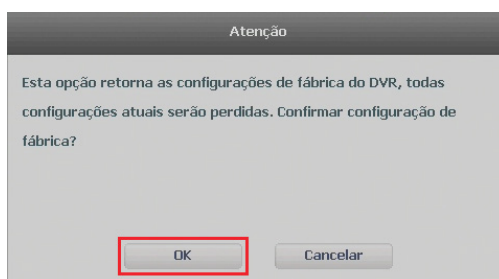 Atenção
Esta opção retorna as configurações de fábrica do DVR, todas
configurações atuais serão perdidas. Confirmar configuração de
fábrica?
OK
Cancelar